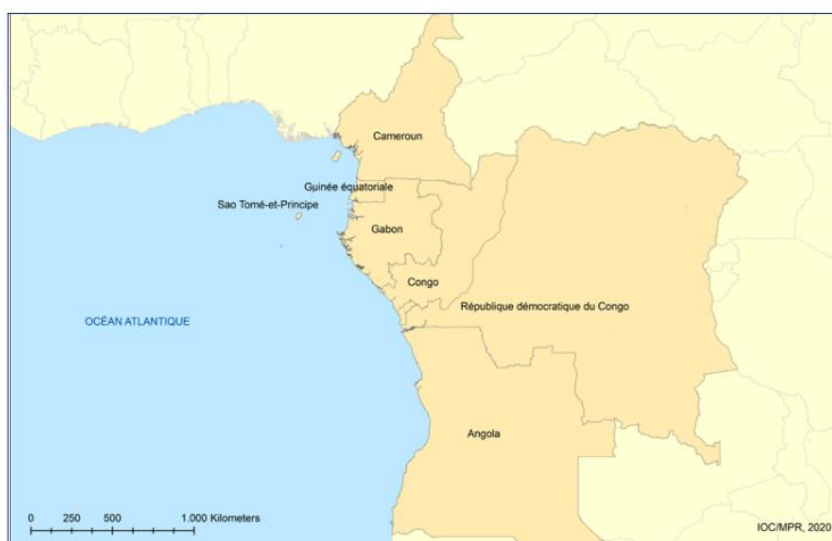 Cameroun
Guinée équatoriale
Sao Tomé-et-Principe
Gabon
Congo
République démocratique du Congo
OCÉAN ATLANTIQUE
Angola
0 250 500 1.000 Kilometers
IOC/MPR, 2020